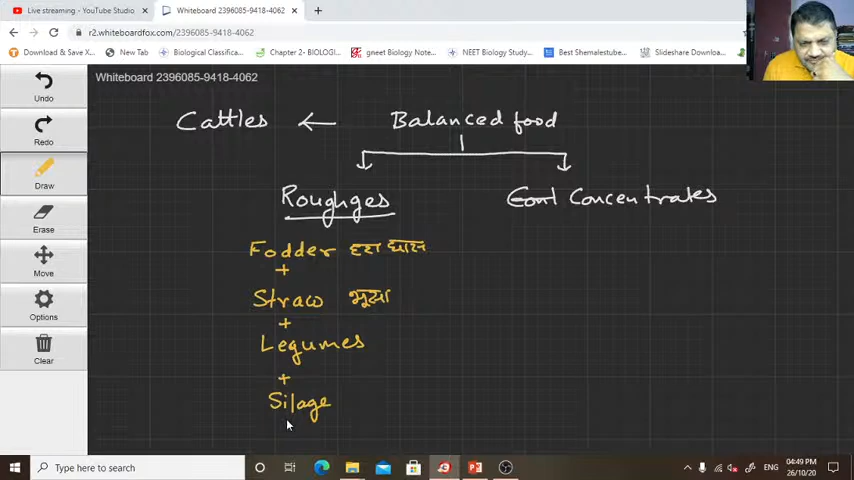 Live streaming - YouTube Studio
Whiteboard 2396085-9418-4062
r2.whiteboardfox.com/2396085-9418-4062
Download & Save X...
New Tab
Biological Classifica...
Chapter 2- BIOLOGI...
gneet Biology Note...
NEET Biology Study...
Slideshare Downloa...
Whiteboard 2396085-9418-4062
Undo
Redo
Draw
Erase
Move
Options
Clear
Cattles ← Balanced food
Roughges Concentrates
Fodder हरा घास
+
Straw भूसा
+
Legumes
+
Silage
Type here to search
ENG
04:49 PM
26/10/20